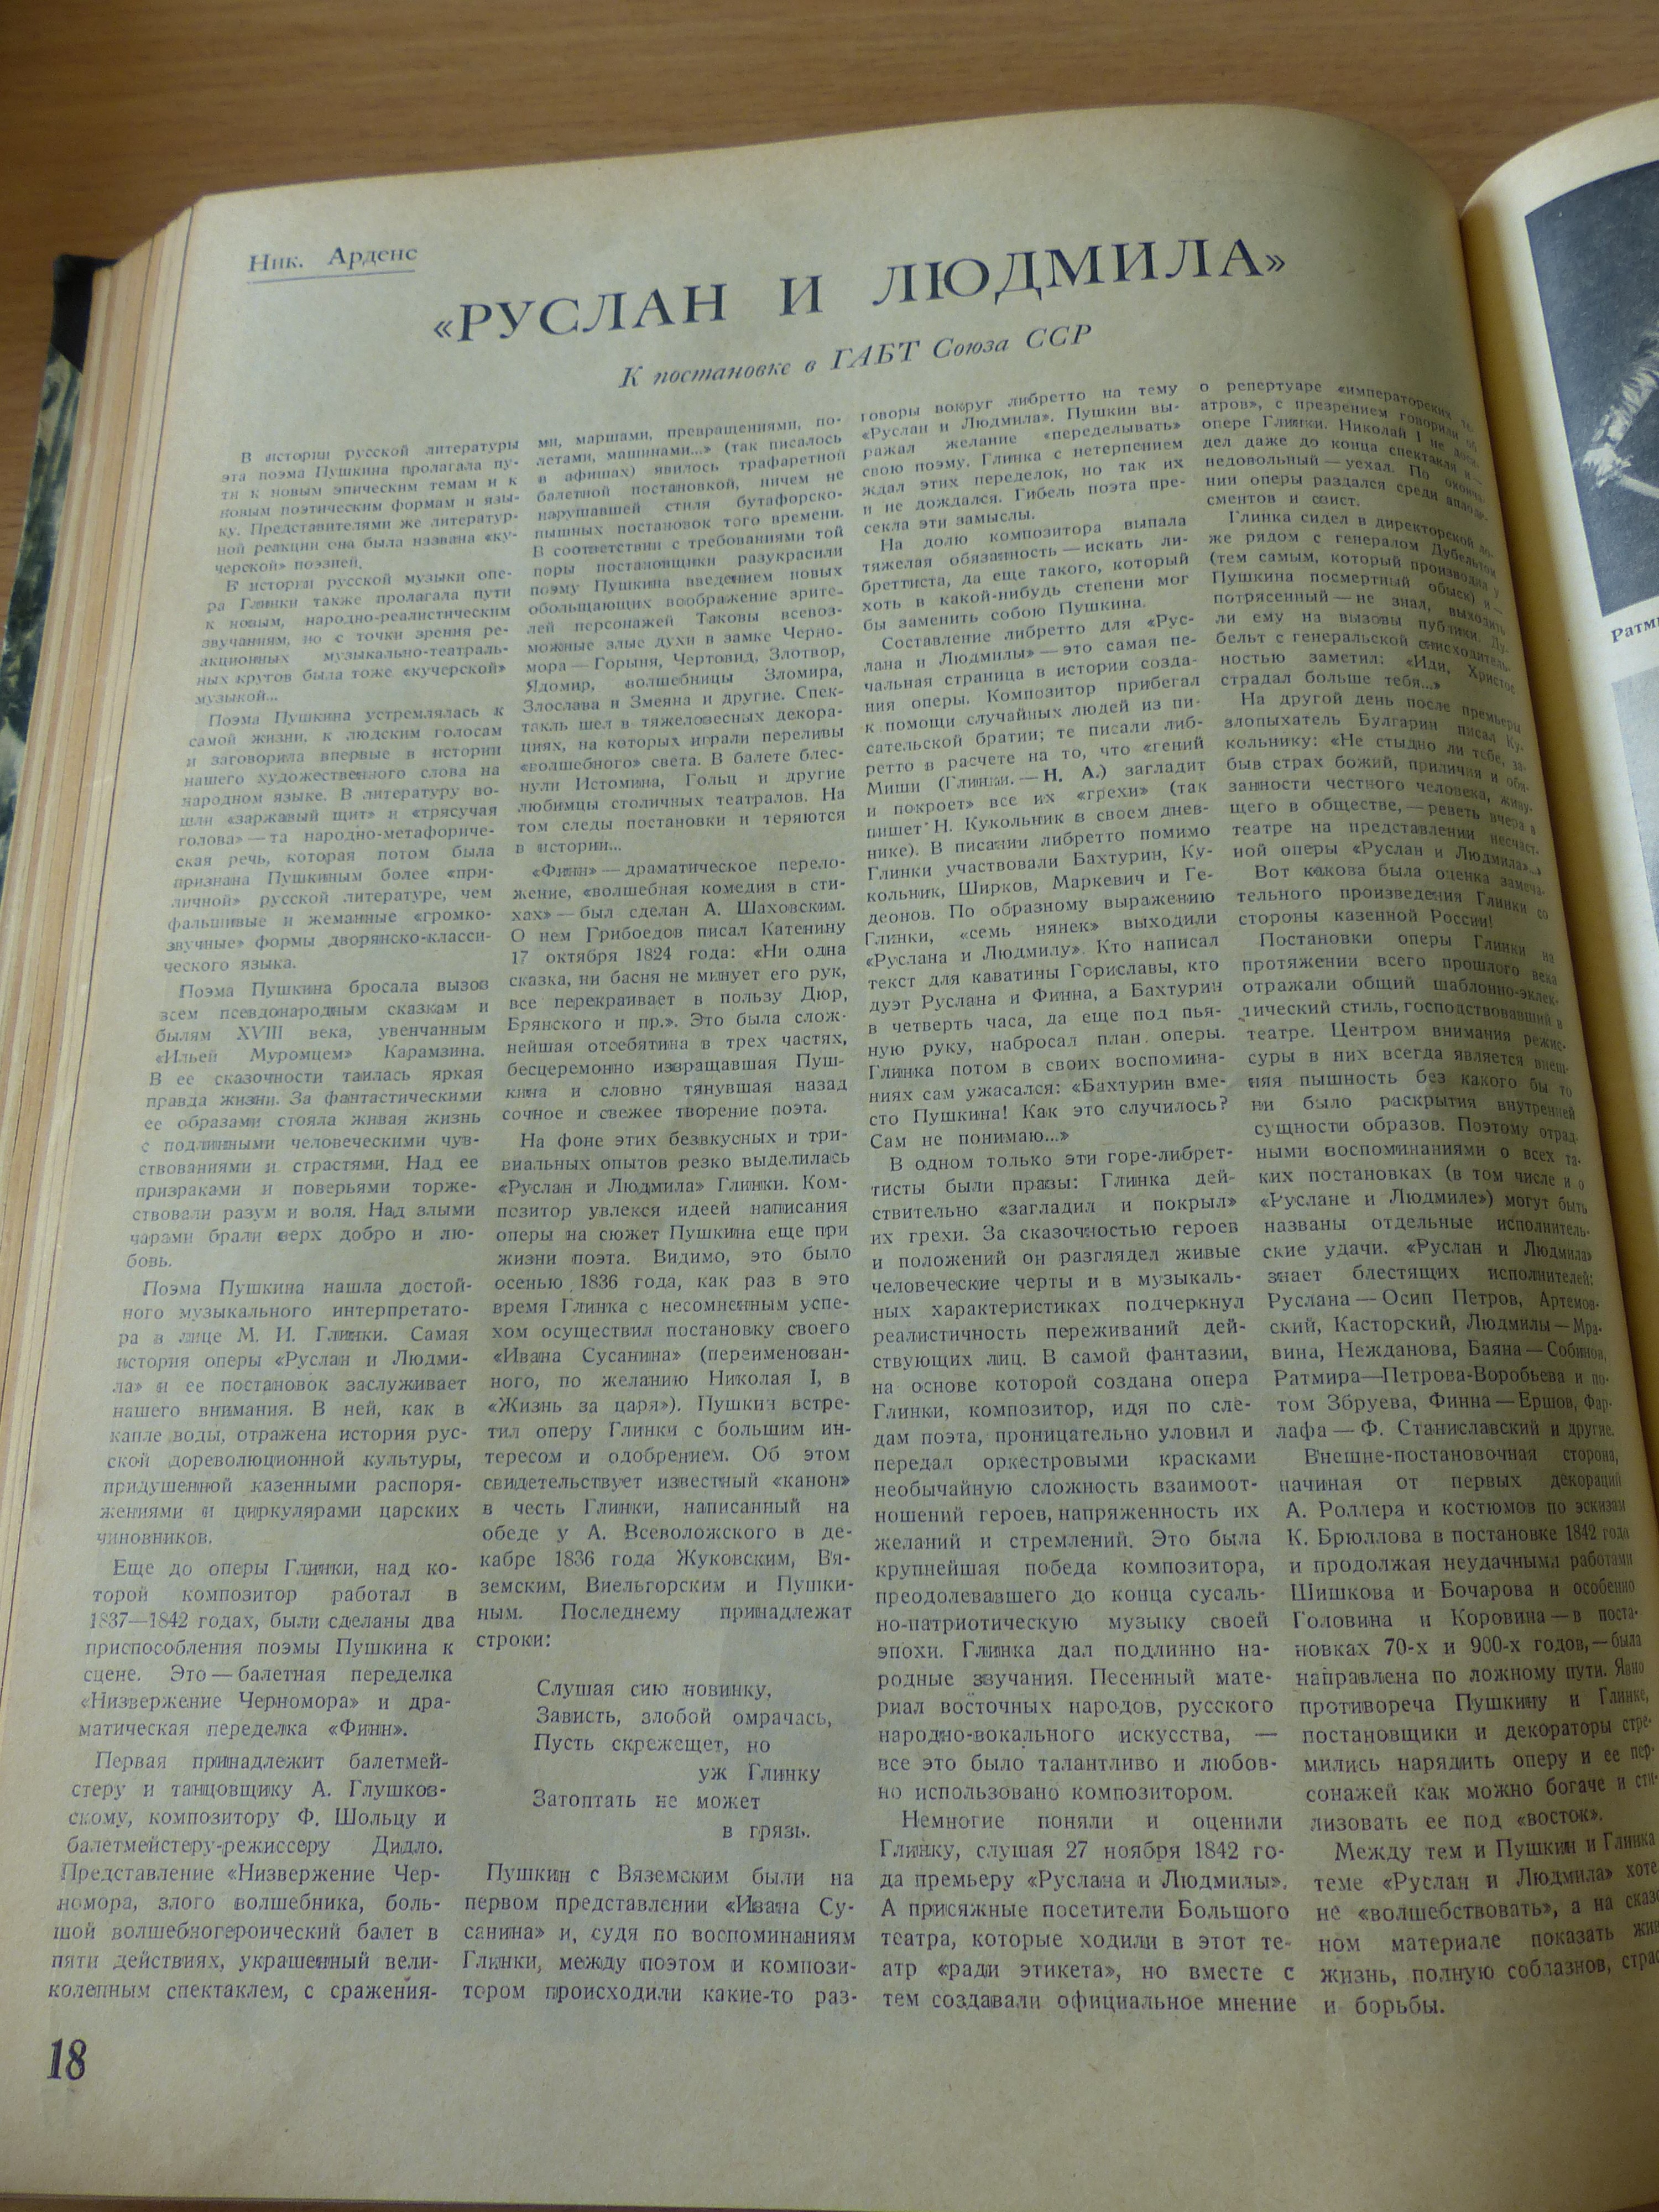 Ник. Арденс
«РУСЛАН И ЛЮДМИЛА»
К постановке в ГАБТ Союза ССР
В истории русской литературы
эта поэма Пушкина пролагала пу-
ти к новым эпическим темам и к
новым поэтическим формам и язы-
ку. Представителями же литератур-
ной реакции она была названа «ку-
черской» поэзией.
В истории русской музыки опе-
ра Глинки также пролагала пути
к новым, народно-реалистическим
звучаниям, но с точки зрения ре-
акционных музыкально-театраль-
ных кругов была тоже «кучерской»
музыкой...
Поэма Пушкина устремлялась к
самой жизни, к людским голосам
и заговорила впервые в истории
нашего художественного слова на
народном языке. В литературу во-
шли «заржавый щит» и «трясучая
голова» — та народно-метафориче-
ская речь, которая потом была
признана Пушкиным более «при-
личной» русской литературе, чем
фальшивые и жеманные «громко-
звучные» формы дворянско-класси-
ческого языка.
Поэма Пушкина бросала вызов
всем псевдонародным сказкам и
былям XVIII века, увенчанным
«Ильей Муромцем» Карамзина.
В ее сказочности таилась яркая
правда жизни. За фантастическими
ее образами стояла живая жизнь
с подлинными человеческими чув-
ствованиями и страстями. Над ее
призраками и поверьями торже-
ствовали разум и воля. Над злыми
чарами брали верх добро и лю-
бовь.
Поэма Пушкина нашла достой-
ного музыкального интерпретато-
ра в лице М. И. Глинки. Самая
история оперы «Руслан и Людми-
ла» и ее постановок заслуживает
нашего внимания. В ней, как в
капле воды, отражена история рус-
ской дореволюционной культуры,
придушенной казенными распоря-
жениями и циркулярами царских
чиновников.
Еще до оперы Глинки, над ко-
торой композитор работал в
1837—1842 годах, были сделаны два
приспособления поэмы Пушкина к
сцене. Это — балетная переделка
«Низвержение Черномора» и дра-
матическая переделка «Финн».
Первая принадлежит балетмей-
стеру и танцовщику А. Глушков-
скому, композитору Ф. Шольцу и
балетмейстеру-режиссеру Дидло.
Представление «Низвержение Чер-
номора, злого волшебника, боль-
шой волшебногероический балет в
пяти действиях, украшенный вели-
колепным спектаклем, с сражения-
ми, маршами, превращениями, по-
летами, машинами...» (так писалось
в афишах) явилось трафаретной
балетной постановкой, ничем не
нарушавшей стиля бутафорско-
пышных постановок того времени.
В соответствии с требованиями той
поры постановщики разукрасили
поэму Пушкина введением новых
обольщающих воображение зрите-
лей персонажей Таковы всевоз-
можные злые духи в замке Черно-
мора — Горыня, Чертовид, Злотвор,
Ядомир, волшебницы Зломира,
Злослава и Змеяна и другие. Спек-
такль шел в тяжеловесных декора-
циях, на которых играли переливы
«волшебного» света. В балете блес-
нули Истомина, Гольц и другие
любимцы столичных театралов. На
том следы постановки и теряются
в истории...
«Финн» — драматическое перело-
жение, «волшебная комедия в сти-
хах» — был сделан А. Шаховским.
О нем Грибоедов писал Катенину
17 октября 1824 года: «Ни одна
сказка, ни басня не минует его рук,
все перекраивает в пользу Дюр,
Брянского и пр.». Это была слож-
нейшая отсебятина в трех частях,
бесцеремонно извращавшая Пуш-
кина и словно тянувшая назад
сочное и свежее творение поэта.
На фоне этих безвкусных и три-
виальных опытов резко выделилась
«Руслан и Людмила» Глинки. Ком-
позитор увлекся идеей написания
оперы на сюжет Пушкина еще при
жизни поэта. Видимо, это было
осенью 1836 года, как раз в это
время Глинка с несомненным успе-
хом осуществил постановку своего
«Ивана Сусанина» (переименован-
ного, по желанию Николая I, в
«Жизнь за царя»). Пушкин встре-
тил оперу Глинки с большим ин-
тересом и одобрением. Об этом
свидетельствует известный «канон»
в честь Глинки, написанный на
обеде у А. Всеволожского в де-
кабре 1836 года Жуковским, Вя-
земским, Виельгорским и Пушки-
ным. Последнему принадлежат
строки:
Слушая сию новинку,
Зависть, злобой омрачась,
Пусть скрежещет, но
уж Глинку
Затоптать не может
в грязь.
Пушкин с Вяземским были на
первом представлении «Ивана Су-
санина» и, судя по воспоминаниям
Глинки, между поэтом и компози-
тором происходили какие-то раз-
говоры вокруг либретто на тему
«Руслан и Людмила». Пушкин вы-
ражал желание «переделывать»
свою поэму. Глинка с нетерпением
ждал этих переделок, но так их
и не дождался. Гибель поэта пре-
секла эти замыслы.
На долю композитора выпала
тяжелая обязанность — искать ли-
бреттиста, да еще такого, который
хоть в какой-нибудь степени мог
бы заменить собою Пушкина.
Составление либретто для «Рус-
лана и Людмилы» — это самая пе-
чальная страница в истории созда-
ния оперы. Композитор прибегал
к помощи случайных людей из пи-
сательской братии; те писали либ-
ретто в расчете на то, что «гений
Миши (Глинки. — Н. А.) загладит
и покроет» все их «грехи» (так
пишет Н. Кукольник в своем днев-
нике). В писании либретто помимо
Глинки участвовали Бахтурин, Ку-
кольник, Ширков, Маркевич и Ге-
деонов. По образному выражению
Глинки, «семь нянек» выходили
«Руслана и Людмилу». Кто написал
текст для каватины Гориславы, кто
дуэт Руслана и Финна, а Бахтурин
в четверть часа, да еще под пья-
ную руку, набросал план оперы.
Глинка потом в своих воспомина-
ниях сам ужасался: «Бахтурин вме-
сто Пушкина! Как это случилось?
Сам не понимаю...»
В одном только эти горе-либрет-
тисты были правы: Глинка дей-
ствительно «загладил и покрыл»
их грехи. За сказочностью героев
и положений он разглядел живые
человеческие черты и в музыкаль-
ных характеристиках подчеркнул
реалистичность переживаний дей-
ствующих лиц. В самой фантазии,
на основе которой создана опера
Глинки, композитор, идя по сле-
дам поэта, проницательно уловил и
передал оркестровыми красками
необычайную сложность взаимоот-
ношений героев, напряженность их
желаний и стремлений. Это была
крупнейшая победа композитора,
преодолевавшего до конца сусаль-
но-патриотическую музыку своей
эпохи. Глинка дал подлинно на-
родные звучания. Песенный мате-
риал восточных народов, русского
народно-вокального искусства, —
все это было талантливо и любов-
но использовано композитором.
Немногие поняли и оценили
Глинку, слушая 27 ноября 1842 го-
да премьеру «Руслана и Людмилы».
А присяжные посетители Большого
театра, которые ходили в этот те-
атр «ради этикета», но вместе с
тем создавали официальное мнение
о репертуаре «императорских те-
атров», с презрением говорили об
опере Глинки. Николай I не доси-
дел даже до конца спектакля и —
недовольный — уехал. По оконча-
нии оперы раздался среди аплоди-
сментов и свист.
Глинка сидел в директорской ло-
же рядом с генералом Дубельтом
(тем самым, который производил у
Пушкина посмертный обыск) и —
потрясенный — не знал, выходить
ли ему на вызовы публики. Ду-
бельт с генеральской снисходитель-
ностью заметил: «Иди, Христос
страдал больше тебя...»
На другой день после премьеры
злопыхатель Булгарин писал Ку-
кольнику: «Не стыдно ли тебе, за-
быв страх божий, приличия и обя-
занности честного человека, живу-
щего в обществе, — реветь вчера в
театре на представлении несчаст-
ной оперы «Руслан и Людмила»...»
Вот какова была оценка замеча-
тельного произведения Глинки со
стороны казенной России!
Постановки оперы Глинки на
протяжении всего прошлого века
отражали общий шаблонно-эклек-
тический стиль, господствовавший в
театре. Центром внимания режис-
суры в них всегда является внеш-
няя пышность без какого бы то
ни было раскрытия внутренней
сущности образов. Поэтому отрад-
ными воспоминаниями о всех та-
ких постановках (в том числе и о
«Руслане и Людмиле») могут быть
названы отдельные исполнитель-
ские удачи. «Руслан и Людмила»
знает блестящих исполнителей:
Руслана — Осип Петров, Артемов-
ский, Касторский, Людмилы — Мра-
вина, Нежданова, Баяна — Собинов,
Ратмира—Петрова-Воробьева и по-
том Збруева, Финна — Ершов, Фар-
лафа — Ф. Станиславский и другие.
Внешне-постановочная сторона,
начиная от первых декораций
А. Роллера и костюмов по эскизам
К. Брюллова в постановке 1842 года
и продолжая неудачными работами
Шишкова и Бочарова и особенно
Головина и Коровина — в поста-
новках 70-х и 900-х годов, — была
направлена по ложному пути. Явно
противореча Пушкину и Глинке,
постановщики и декораторы стре-
мились нарядить оперу и ее пер-
сонажей как можно богаче и сти-
лизовать ее под «восток».
Между тем и Пушкин и Глинка
теме «Руслан и Людмила» хоте
не «волшебствовать», а на сказо
ном материале показать жив
жизнь, полную соблазнов, страс
и борьбы.
18
Ратм